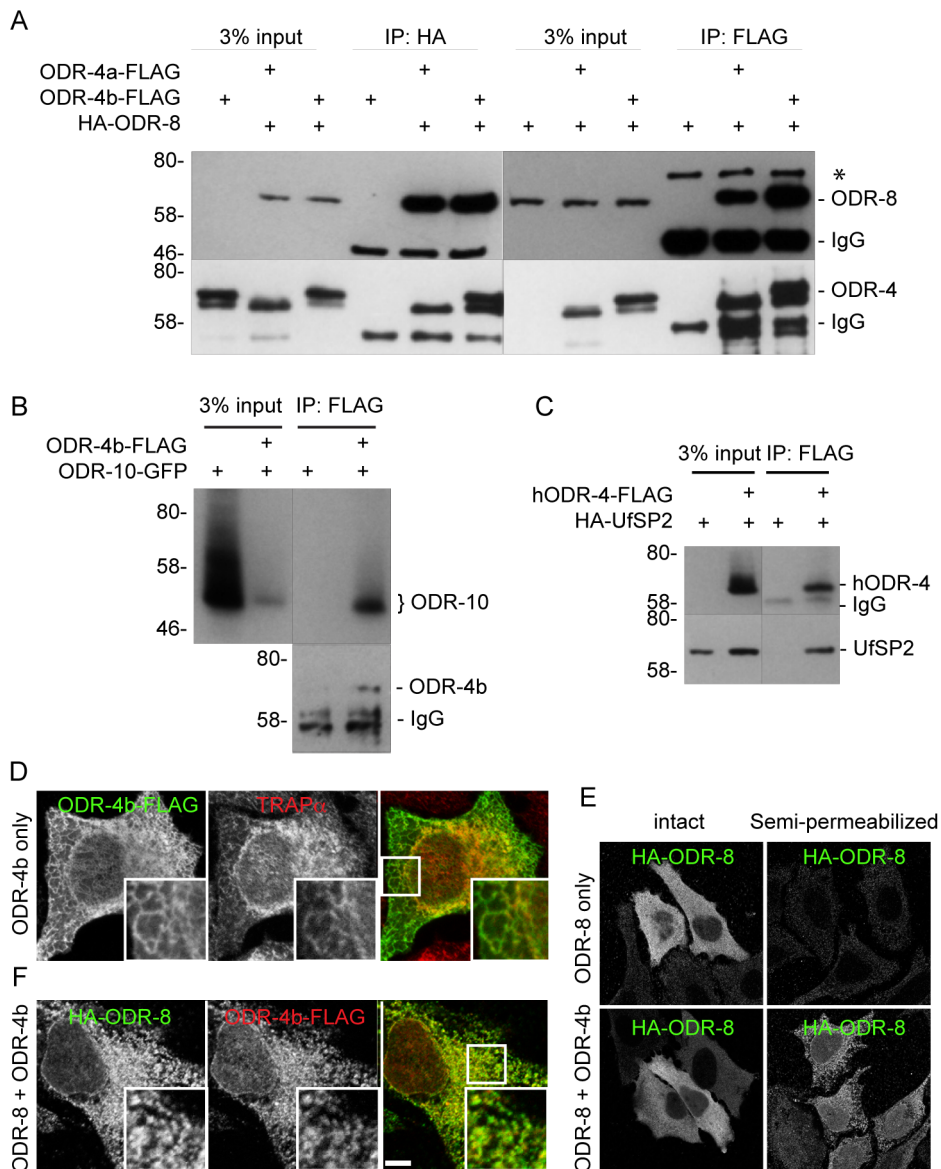 A
3% input IP: HA 3% input IP: FLAG
ODR-4a-FLAG + + + +
ODR-4b-FLAG + + + + + +
HA-ODR-8 + + + + + + + + + +
80-
*
58-
- ODR-8
46-
- IgG
80-
- ODR-4
58-
- IgG
B
3% input IP: FLAG
ODR-4b-FLAG + +
ODR-10-GFP + + + +
80-
58-
} ODR-10
46-
80-
- ODR-4b
58-
- IgG
C
3% input IP: FLAG
hODR-4-FLAG + +
HA-UfSP2 + + + +
80-
- hODR-4
58-
- IgG
80-
- UfSP2
58-
D
ODR-4b only
ODR-4b-FLAG TRAPα
E
intact Semi-permeabilized
ODR-8 only
HA-ODR-8 HA-ODR-8
ODR-8 + ODR-4b
HA-ODR-8 HA-ODR-8
F
ODR-8 + ODR-4b
HA-ODR-8 ODR-4b-FLAG